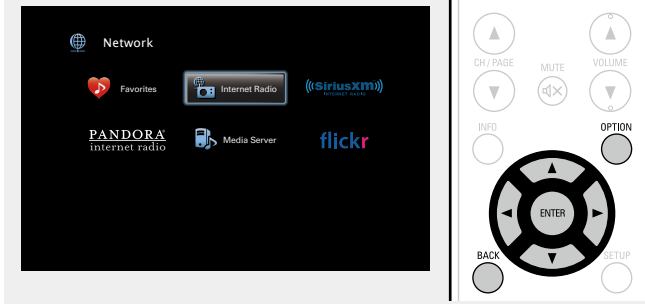 Network
Favorites
Internet Radio
((SiriusXM))
INTERNET RADIO
PANDORA
internet radio
Media Server
flickr
CH / PAGE
MUTE
VOLUME
INFO
OPTION
ENTER
BACK
SETUP